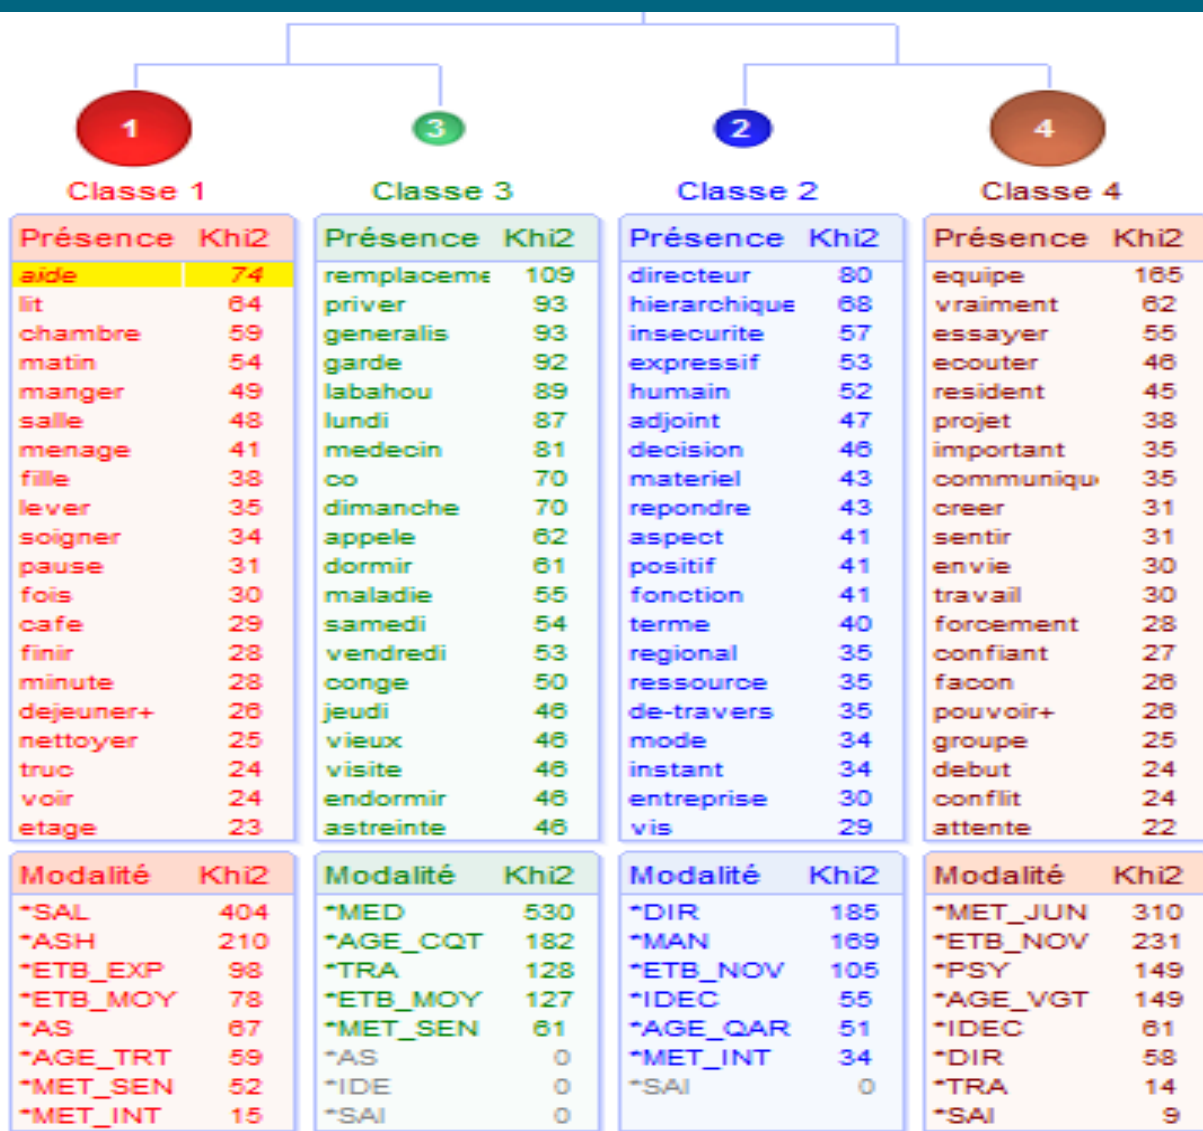 1 3 2 4
Classe 1 Classe 3 Classe 2 Classe 4
Présence Khi2 Présence Khi2 Présence Khi2 Présence Khi2
aide 74 remplaceme 109 directeur 80 equipe 165
lit 64 priver 93 hierarchique 68 vraiment 62
chambre 59 generalis 93 insecurite 57 essayer 55
matin 54 garde 92 expressif 53 ecouter 46
manger 49 labahou 89 humain 52 resident 45
salle 48 lundi 87 adjoint 47 projet 38
menage 41 medecin 81 decision 46 important 35
fille 38 co 70 materiel 43 communiqu 35
lever 35 dimanche 70 repondre 43 creer 31
soigner 34 appele 62 aspect 41 sentir 31
pause 31 dormir 61 positif 41 envie 30
fois 30 maladie 55 fonction 41 travail 30
cafe 29 samedi 54 terme 40 forcement 28
finir 28 vendredi 53 regional 35 confiant 27
minute 28 conge 50 ressource 35 facon 26
dejeuner+ 26 jeudi 46 de-travers 35 pouvoir+ 26
nettoyer 25 vieux 46 mode 34 groupe 25
truc 24 visite 46 instant 34 debut 24
voir 24 endormir 46 entreprise 30 conflit 24
etage 23 astreinte 46 vis 29 attente 22
Modalité Khi2 Modalité Khi2 Modalité Khi2 Modalité Khi2
*SAL 404 *MED 530 *DIR 185 *MET_JUN 310
*ASH 210 *AGE_CQT 182 *MAN 169 *ETB_NOV 231
*ETB_EXP 98 *TRA 128 *ETB_NOV 105 *PSY 149
*ETB_MOY 78 *ETB_MOY 127 *IDEC 55 *AGE_VGT 149
*AS 67 *MET_SEN 61 *AGE_QAR 51 *IDEC 61
*AGE_TRT 59 *AS 0 *MET_INT 34 *DIR 58
*MET_SEN 52 *IDE 0 *SAI 0 *TRA 14
*MET_INT 15 *SAI 0 *SAI 9